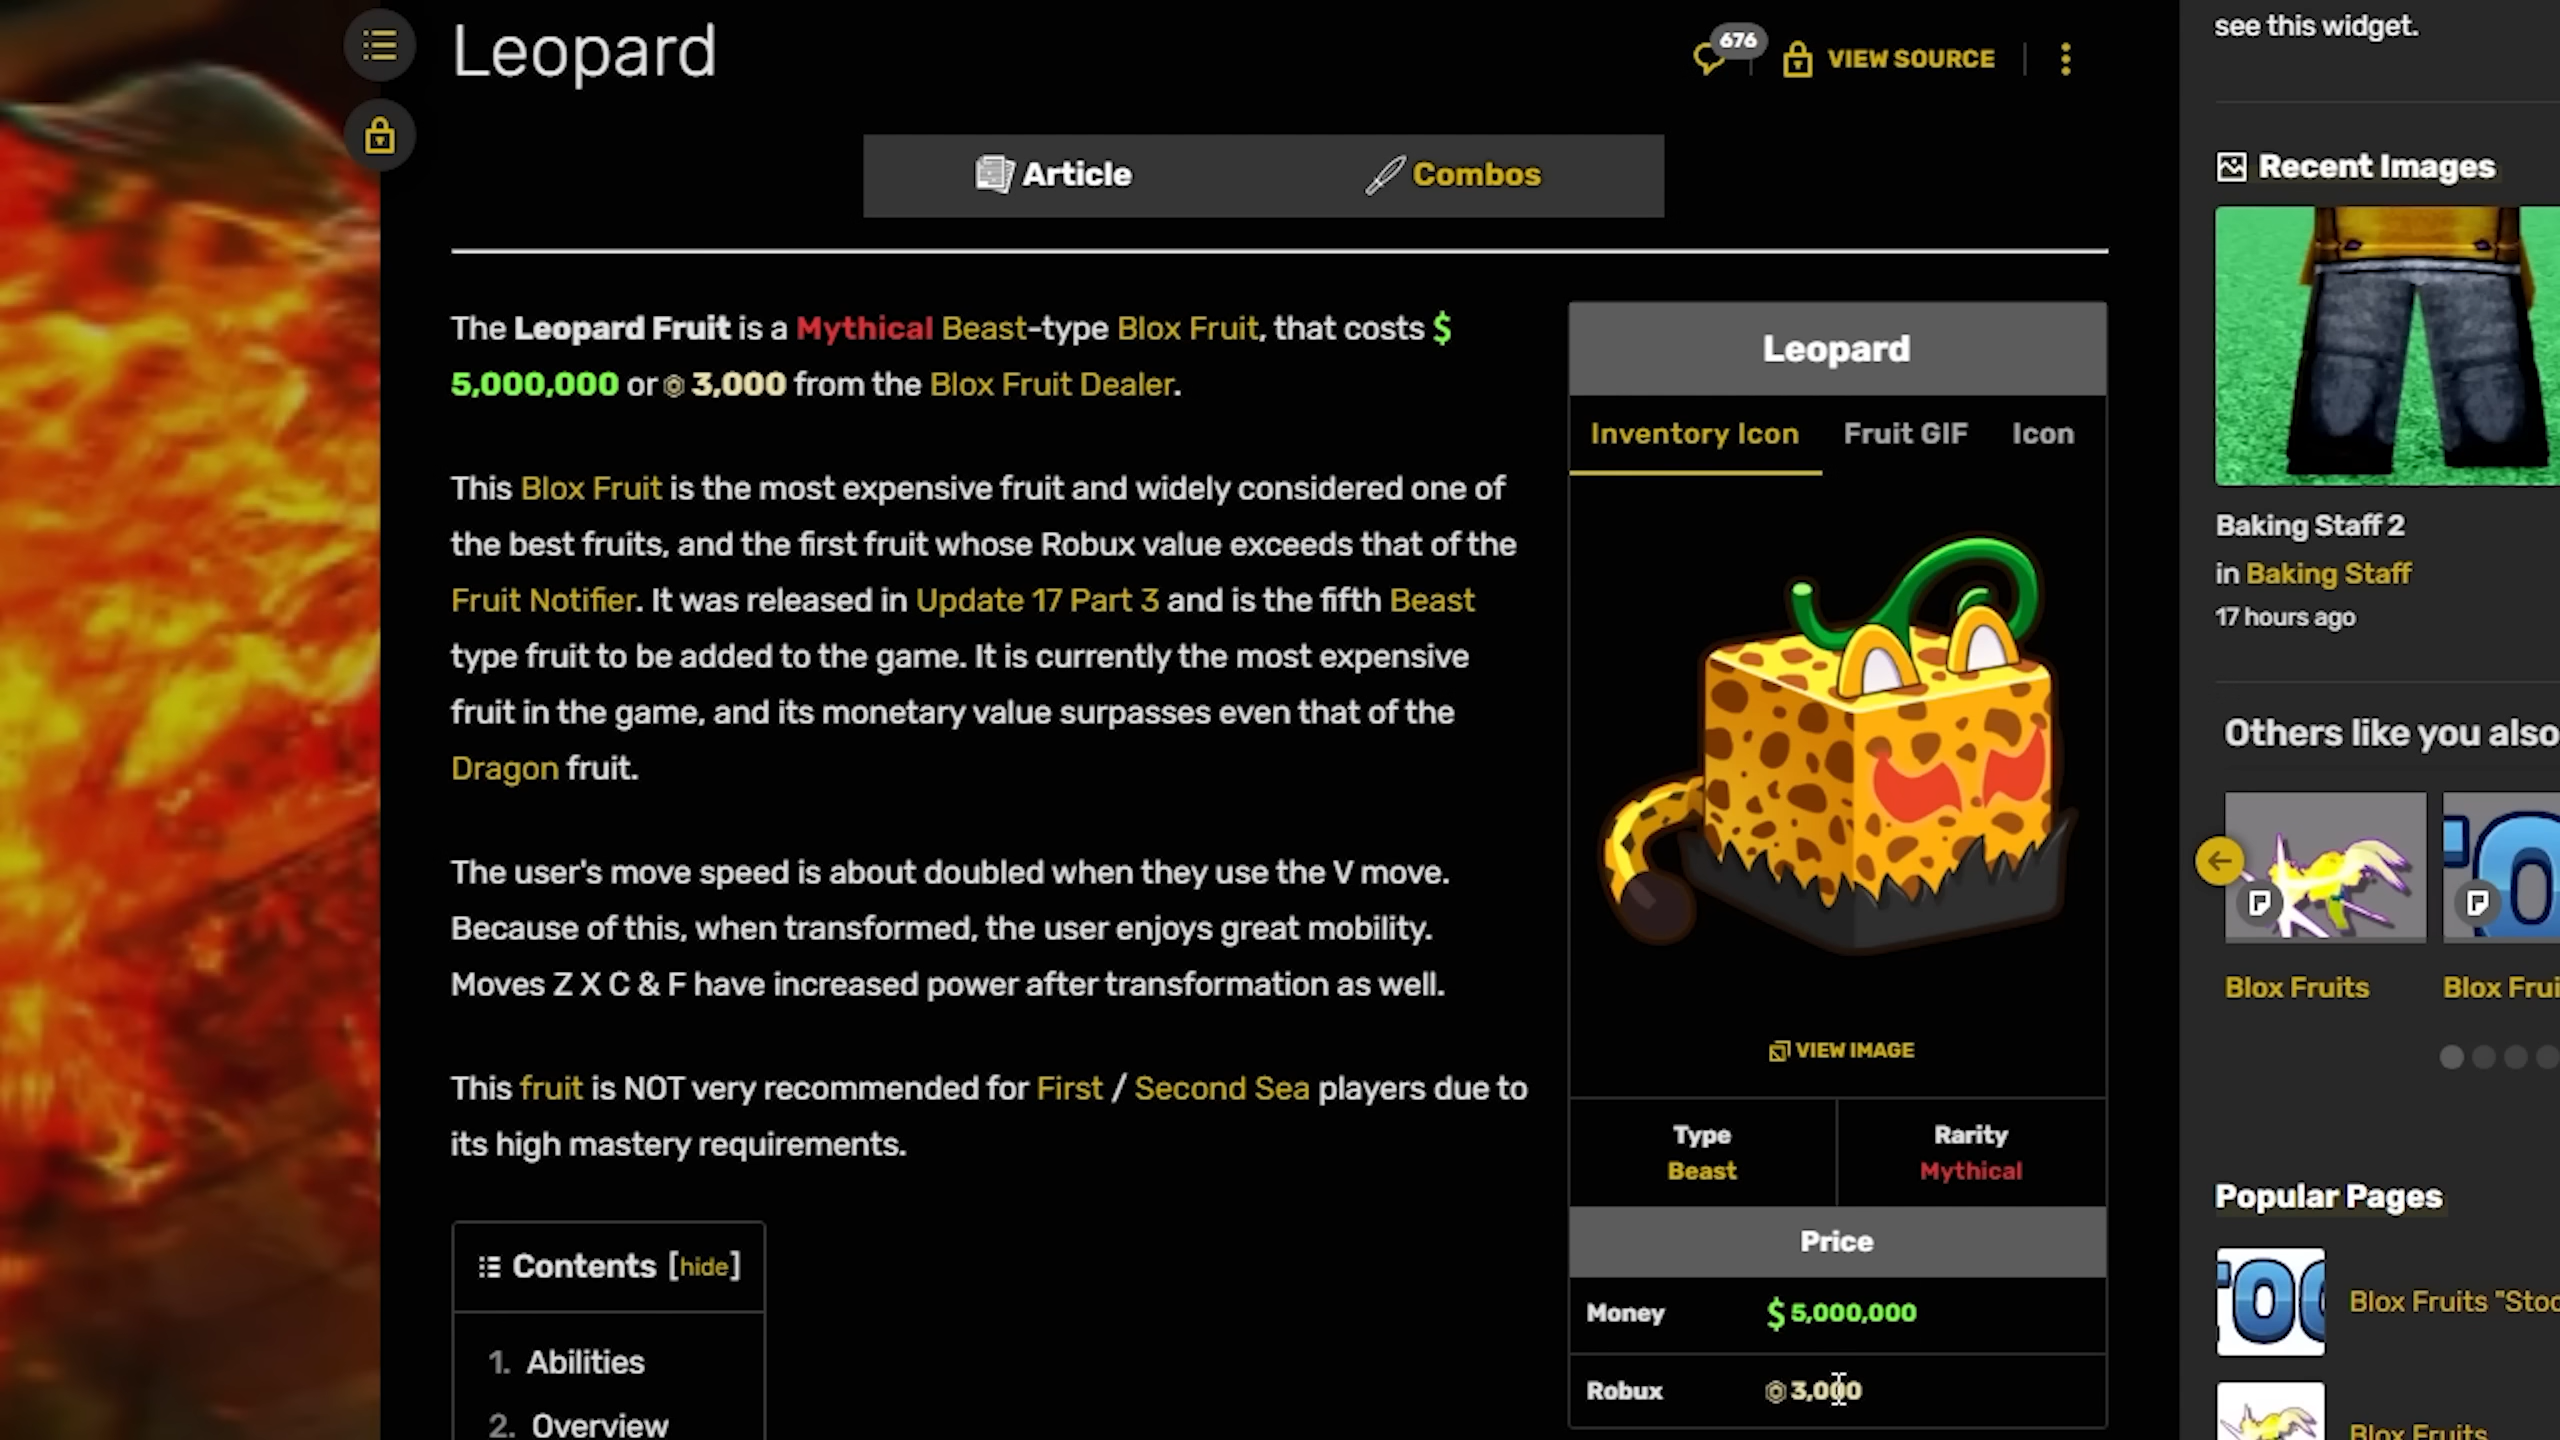 Leopard
676
VIEW SOURCE
Article
Combos
The Leopard Fruit is a Mythical Beast-type Blox Fruit, that costs $
5,000,000 or 3,000 from the Blox Fruit Dealer.
This Blox Fruit is the most expensive fruit and widely considered one of
the best fruits, and the first fruit whose Robux value exceeds that of the
Fruit Notifier. It was released in Update 17 Part 3 and is the fifth Beast
type fruit to be added to the game. It is currently the most expensive
fruit in the game, and its monetary value surpasses even that of the
Dragon fruit.
The user's move speed is about doubled when they use the V move.
Because of this, when transformed, the user enjoys great mobility.
Moves Z X C & F have increased power after transformation as well.
This fruit is NOT very recommended for First / Second Sea players due to
its high mastery requirements.
Contents [hide]
1. Abilities
2. Overview
Leopard
Inventory Icon
Fruit GIF
Icon
VIEW IMAGE
Type
Beast
Rarity
Mythical
Price
Money
$ 5,000,000
Robux
3,000
see this widget.
Recent Images
Baking Staff 2
in Baking Staff
17 hours ago
Others like you also
Blox Fruits
Blox Frui
Popular Pages
Blox Fruits "Stoc
Blox Fruits